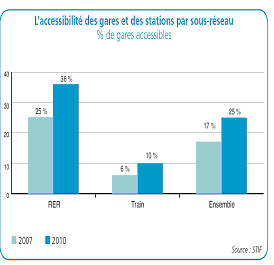 L'accessibilité des gares et des stations par sous-réseau
% de gares accessibles
40
30
20
10
0
25 %
36 %
6 %
10 %
17 %
25 %
RER
Train
Ensemble
2007
2010
Source : STIF